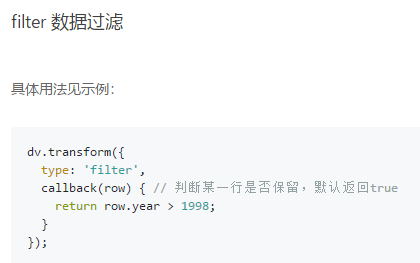 filter 数据过滤
具体用法见示例：
dv.transform({
  type: 'filter',
  callback(row) { // 判断某一行是否保留，默认返回true
    return row.year > 1998;
  }
});